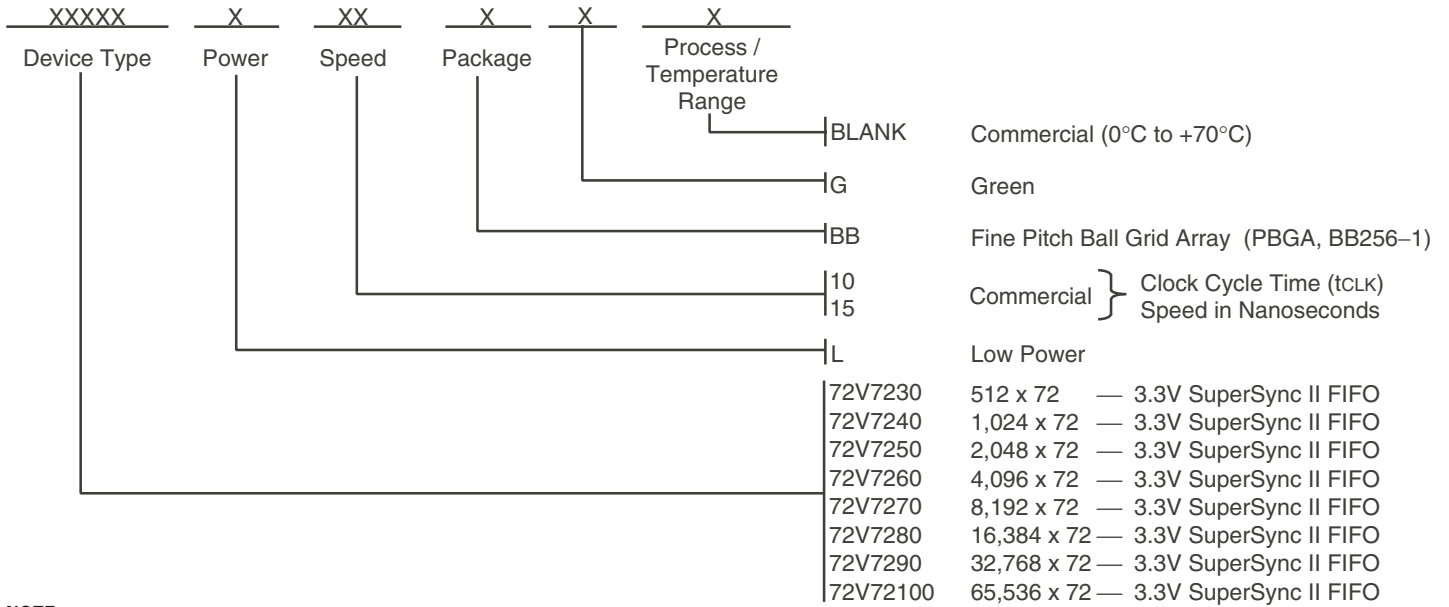 XXXXX X XX X X X
Device Type Power Speed Package Process /
Temperature
Range
BLANK Commercial (0°C to +70°C)
G Green
BB Fine Pitch Ball Grid Array (PBGA, BB256–1)
10
15
Commercial } Clock Cycle Time (tCLK)
Speed in Nanoseconds
L Low Power
72V7230 512 x 72 — 3.3V SuperSync II FIFO
72V7240 1,024 x 72 — 3.3V SuperSync II FIFO
72V7250 2,048 x 72 — 3.3V SuperSync II FIFO
72V7260 4,096 x 72 — 3.3V SuperSync II FIFO
72V7270 8,192 x 72 — 3.3V SuperSync II FIFO
72V7280 16,384 x 72 — 3.3V SuperSync II FIFO
72V7290 32,768 x 72 — 3.3V SuperSync II FIFO
72V72100 65,536 x 72 — 3.3V SuperSync II FIFO